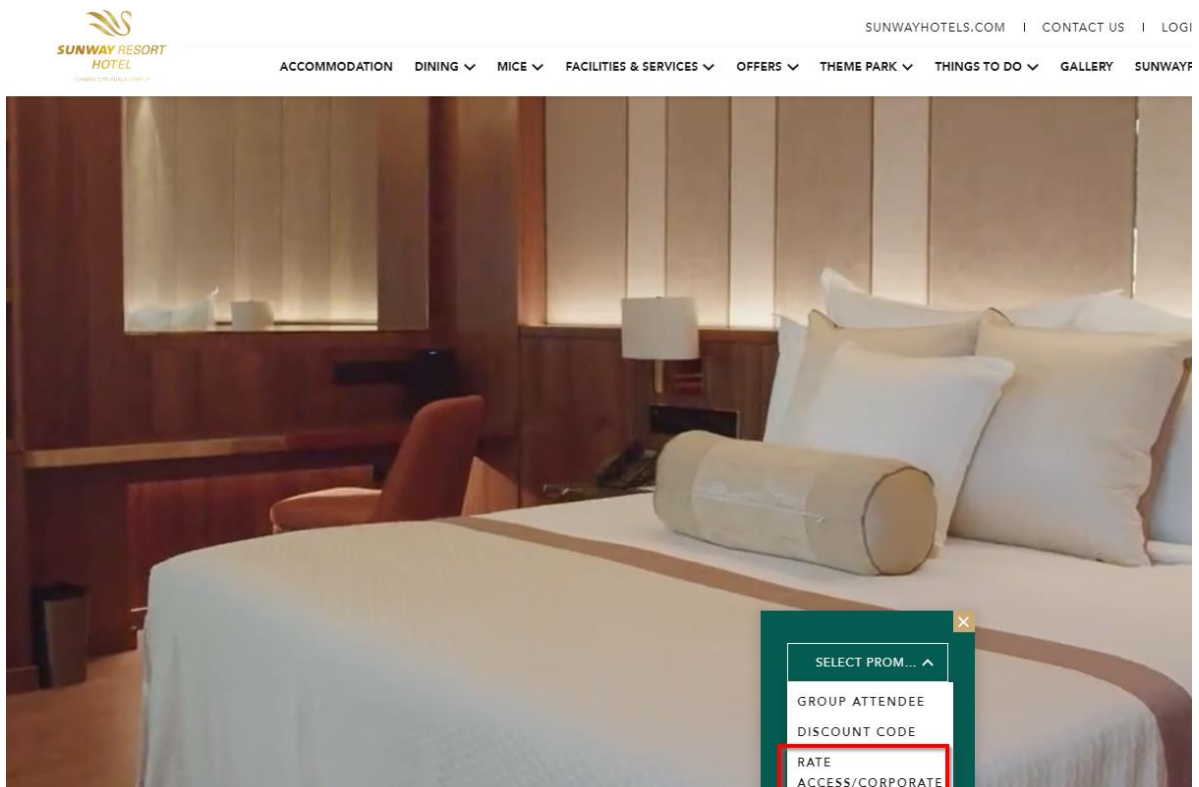 SUNWAYHOTELS.COM | CONTACT US | LOGI
SUNWAY RESORT
HOTEL
ACCOMMODATION DINING MICE FACILITIES & SERVICES OFFERS THEME PARK THINGS TO DO GALLERY SUNWAY
SELECT PROM...
GROUP ATTENDEE
DISCOUNT CODE
RATE
ACCESS/CORPORATE